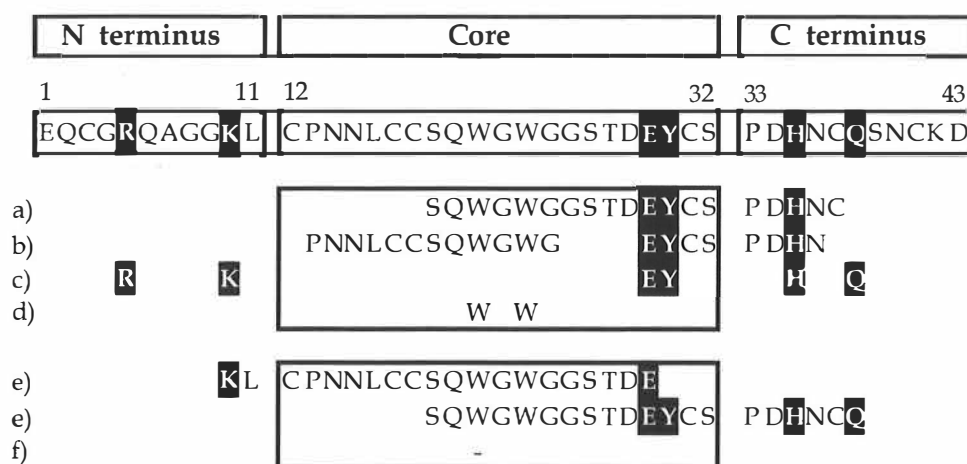 N terminus Core C terminus
1 11 12 32 33 43
EQCGRQAGGKL CPNNLCCSQWGWGGSTDEYCS PDHNCQSNCKD
a) SQWGWGGSTDEYCS PDHNC
b) PNNLCCSQWGWG EYCS PDHN
c) R K EY H Q
d) W W
e) KL CPNNLCCSQWGWGGSTDE
e) SQWGWGGSTDEYCS PDHNCQ
f) -